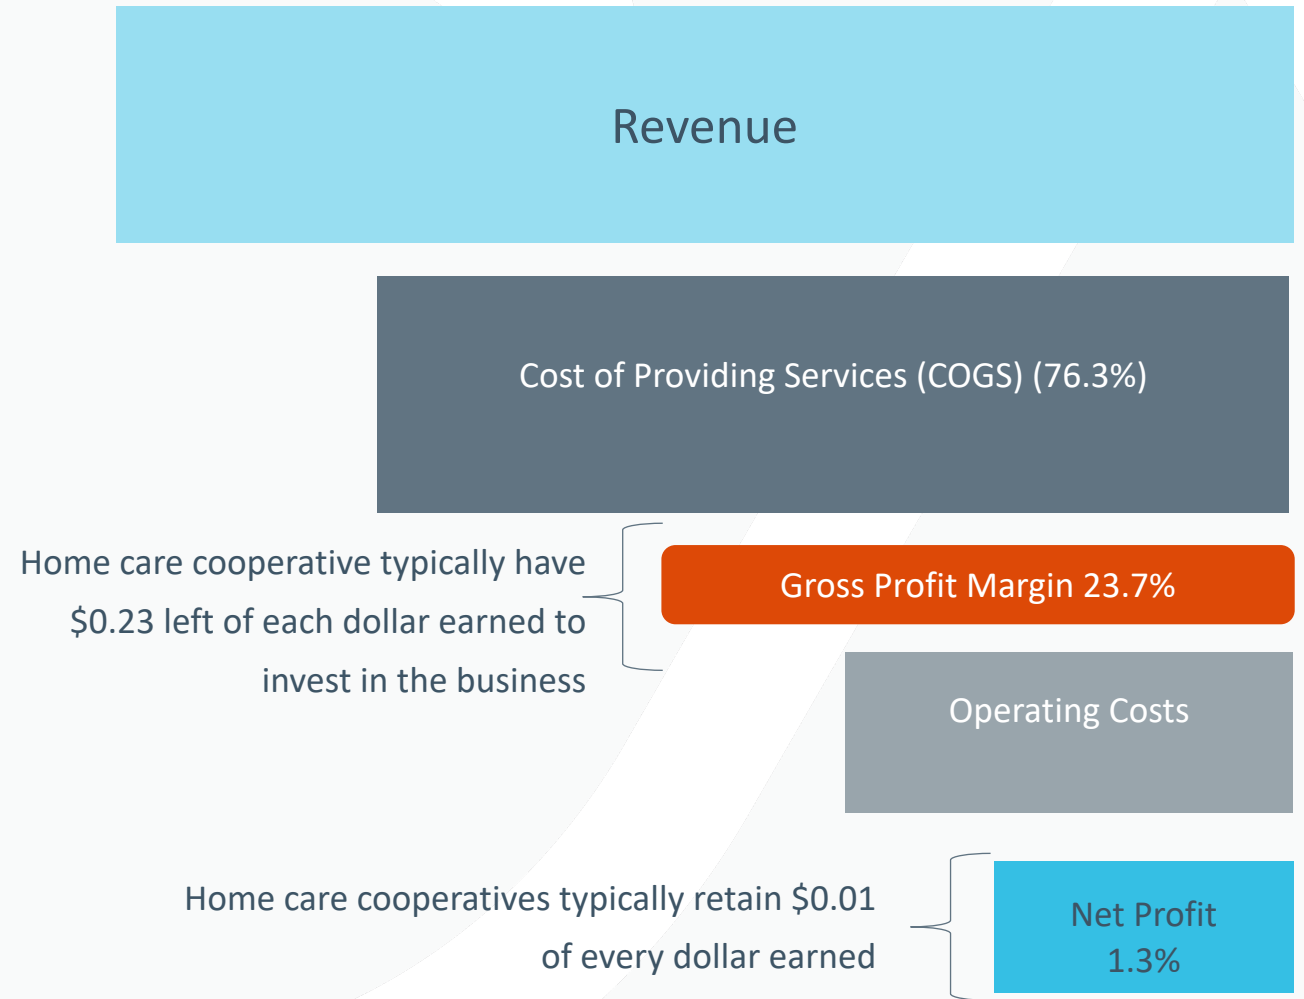 Revenue
Cost of Providing Services (COGS) (76.3%)
Home care cooperative typically have
$0.23 left of each dollar earned to
invest in the business
Gross Profit Margin 23.7%
Operating Costs
Home care cooperatives typically retain $0.01
of every dollar earned
Net Profit
1.3%